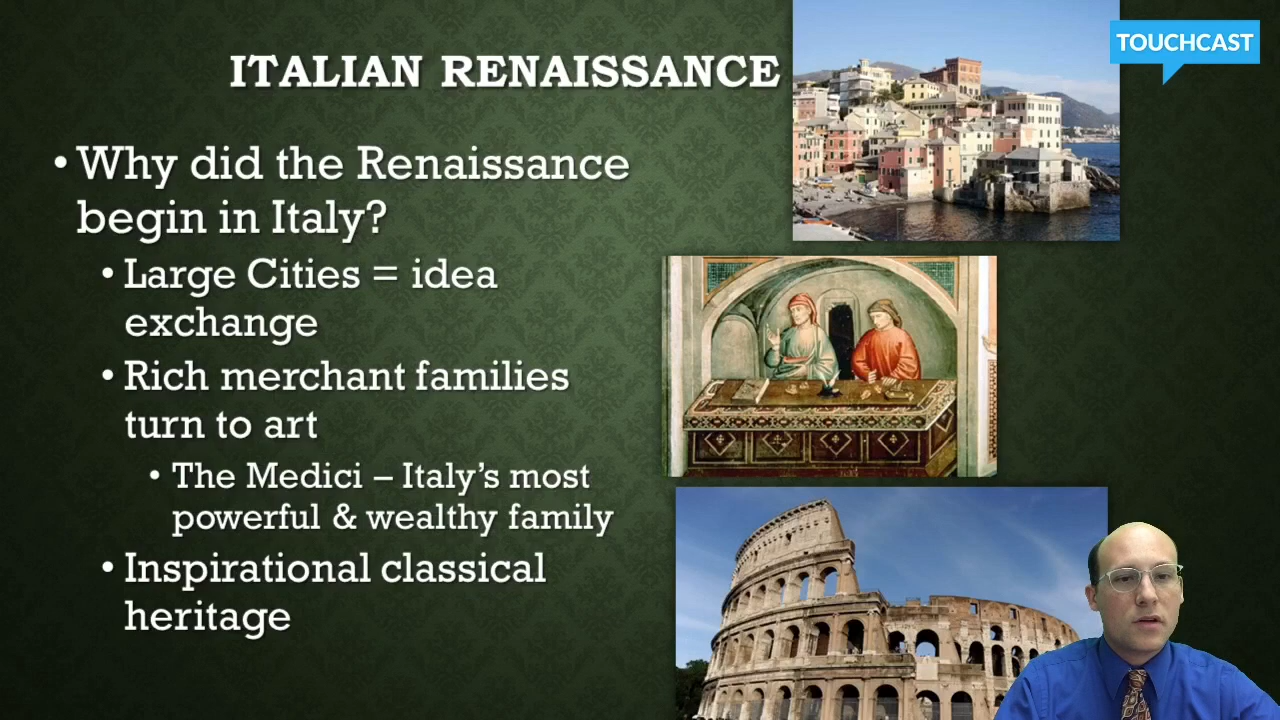 ITALIAN RENAISSANCE
TOUCHCAST
• Why did the Renaissance
begin in Italy?
• Large Cities = idea
exchange
• Rich merchant families
turn to art
• The Medici – Italy’s most
powerful & wealthy family
• Inspirational classical
heritage